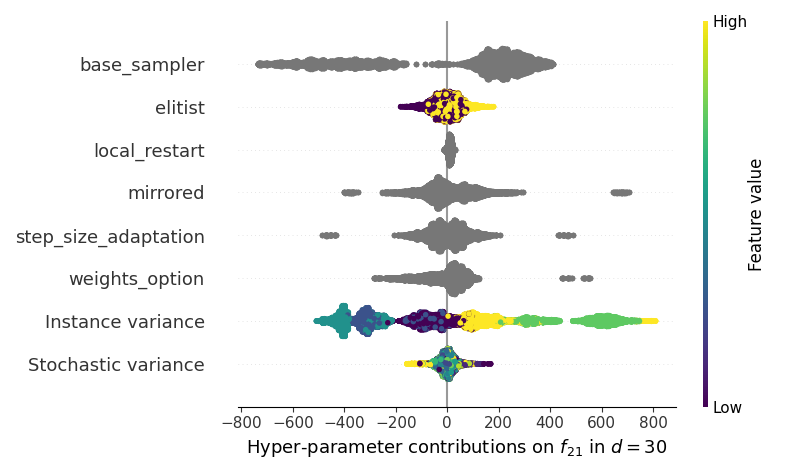 High
base_sampler
elitist
local_restart
mirrored
step_size_adaptation
weights_option
Instance variance
Stochastic variance
Feature value
Low
−800 −600 −400 −200 0 200 400 600 800
Hyper-parameter contributions on f₂₁ in d = 30